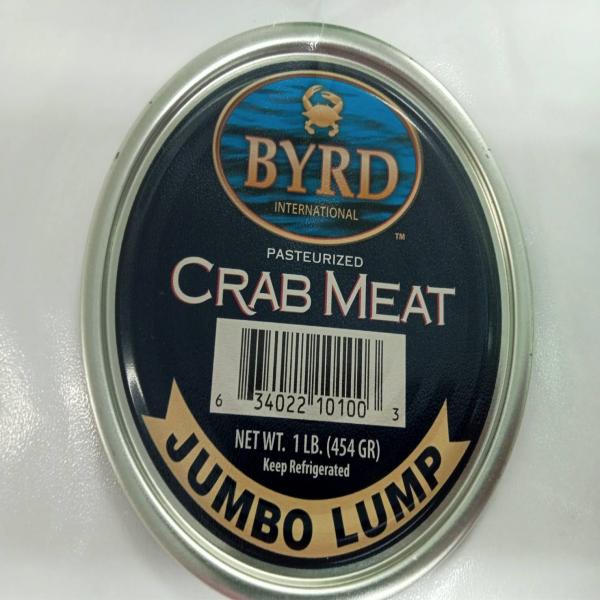 BYRD
INTERNATIONAL
TM
PASTEURIZED
CRAB MEAT
6 34022 10100 3
NET WT. 1 LB. (454 GR)
Keep Refrigerated
JUMBO LUMP